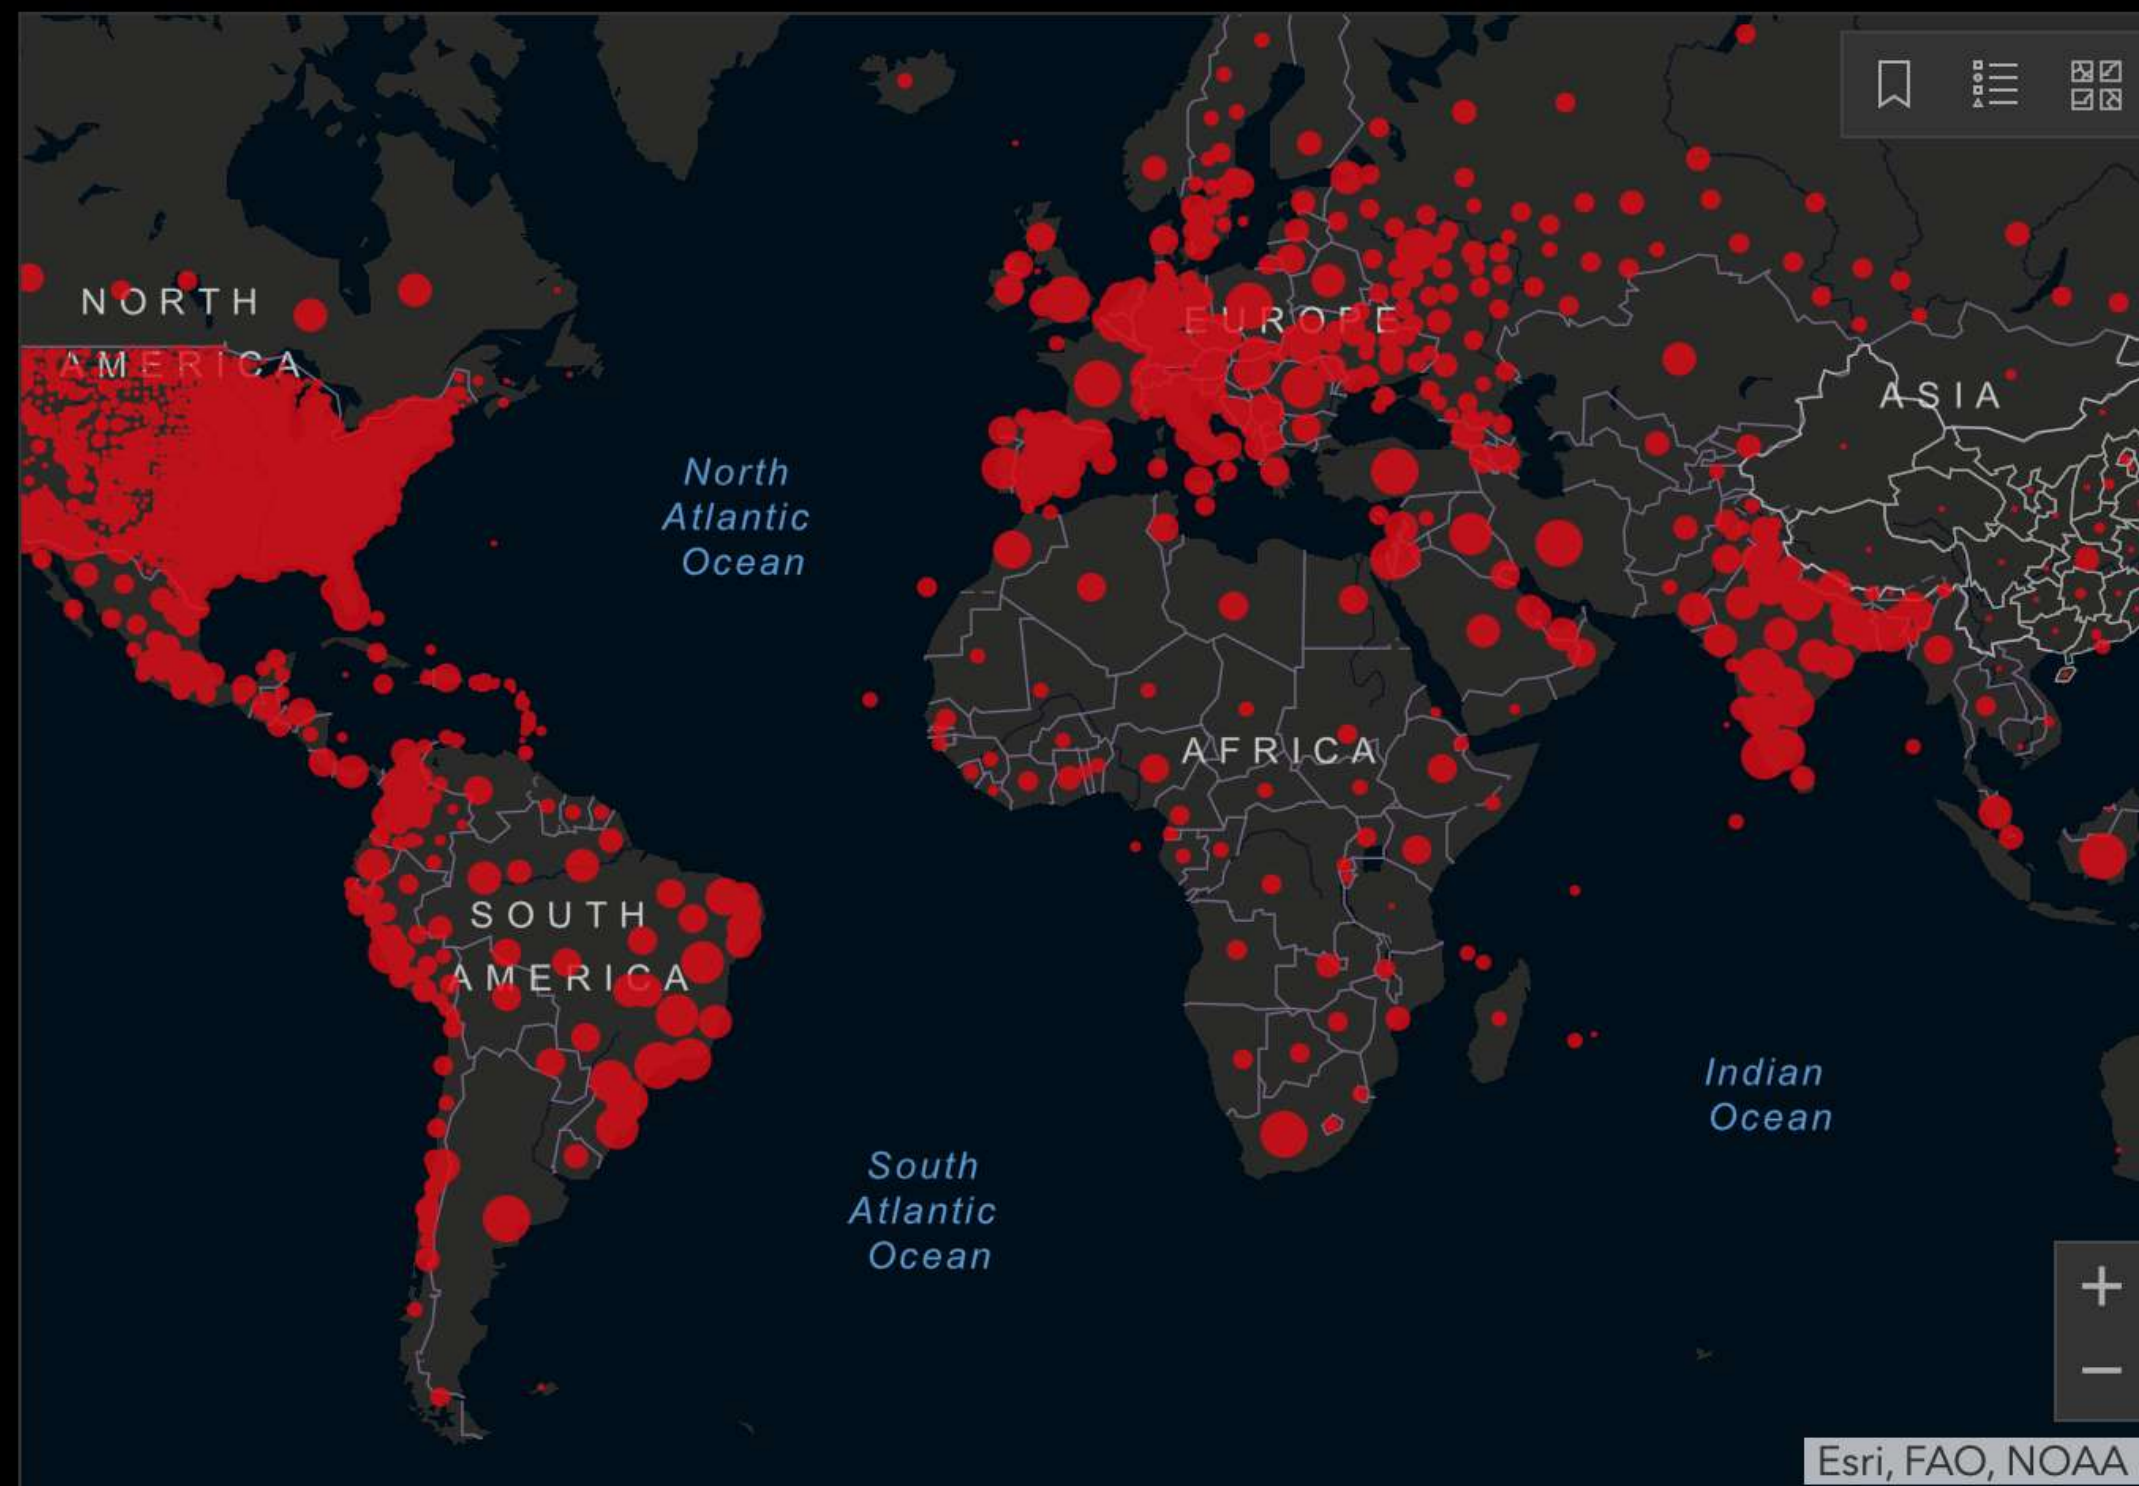 NORTH
AMERICA
EUROPE
ASIA
North
Atlantic
Ocean
AFRICA
SOUTH
AMERICA
Indian
Ocean
South
Atlantic
Ocean
+
−
Esri, FAO, NOAA